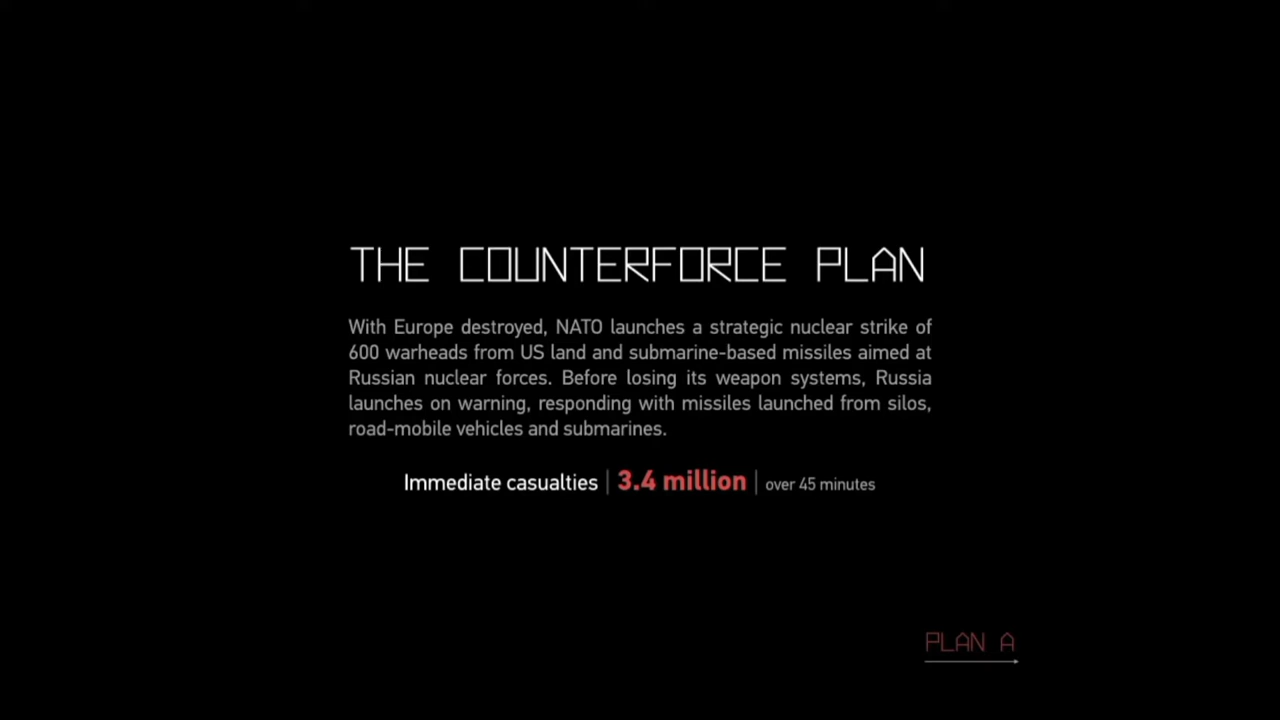 THE COUNTERFORCE PLAN
With Europe destroyed, NATO launches a strategic nuclear strike of
600 warheads from US land and submarine-based missiles aimed at
Russian nuclear forces. Before losing its weapon systems, Russia
launches on warning, responding with missiles launched from silos,
road-mobile vehicles and submarines.
Immediate casualties | 3.4 million | over 45 minutes
PLAN A